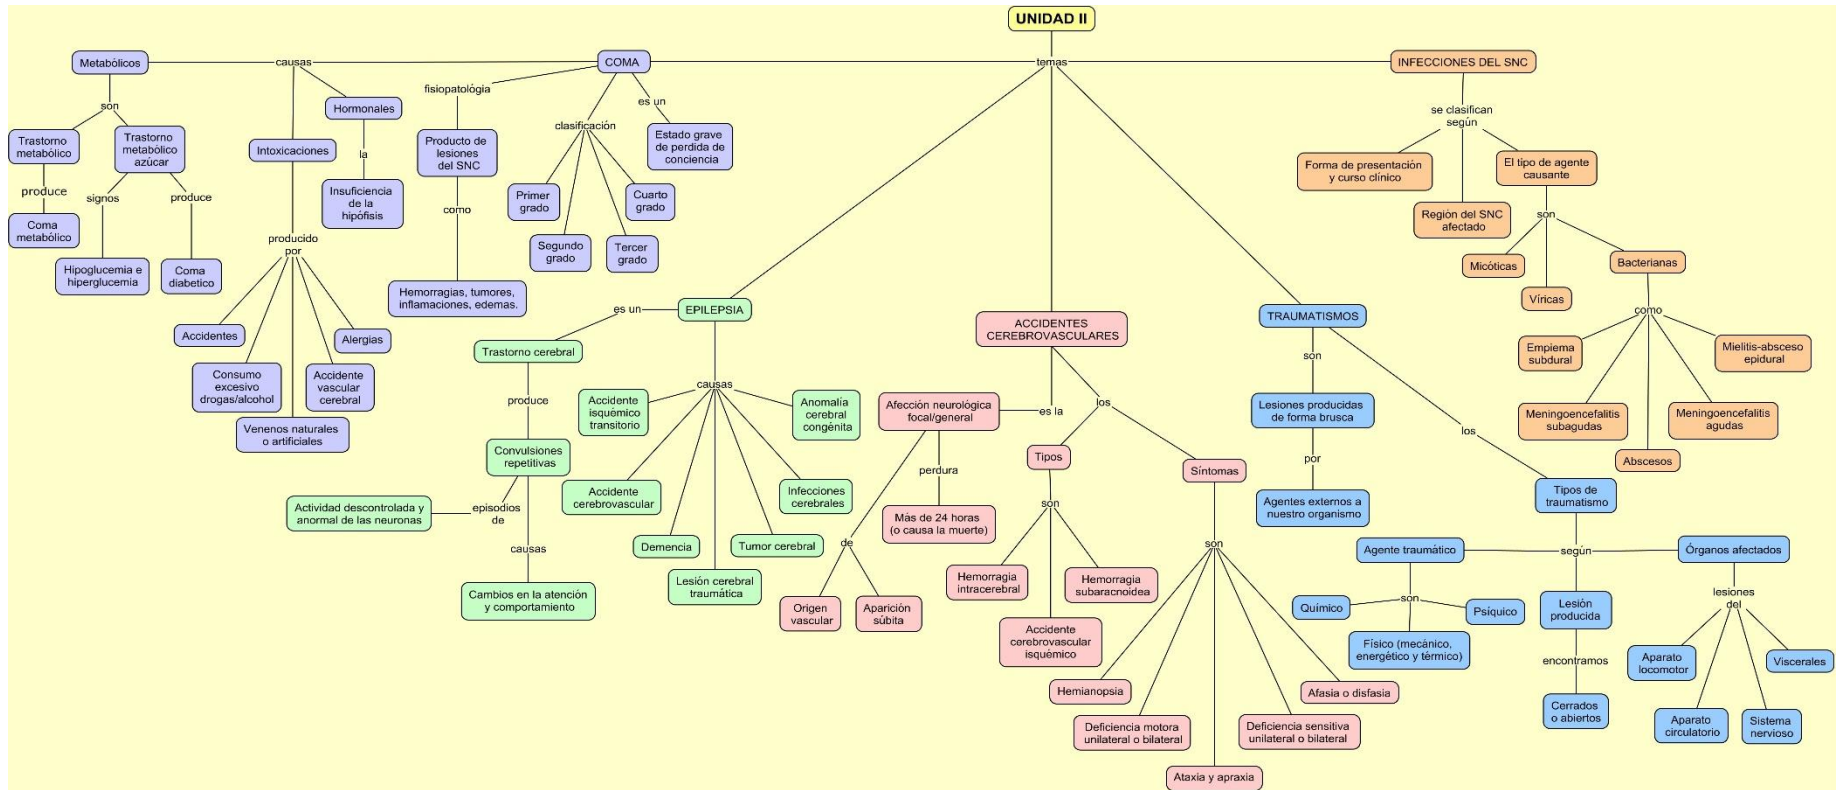 UNIDAD II
temas
COMA
causas
Metabólicos
son
Trastorno
metabólico
produce
Coma
metabólico
Trastorno
metabólico
azúcar
signos
Hipoglucemia e
hiperglucemia
produce
Coma
diabetico
Intoxicaciones
producido
por
Accidentes
Consumo
excesivo
drogas/alcohol
Venenos naturales
o artificiales
Accidente
vascular
cerebral
Alergias
Hormonales
la
Insuficiencia
de la
hipófisis
fisiopatológia
Producto de
lesiones
del SNC
como
Hemorragias, tumores,
inflamaciones, edemas.
clasificación
Primer
grado
Segundo
grado
Tercer
grado
Cuarto
grado
es un
Estado grave
de perdida de
conciencia
EPILEPSIA
es un
Trastorno cerebral
produce
Convulsiones
repetitivas
episodios
de
Actividad descontrolada y
anormal de las neuronas
causas
Cambios en la atención
y comportamiento
causas
Accidente
isquémico
transitorio
Accidente
cerebrovascular
Demencia
Lesión cerebral
traumática
Tumor cerebral
Infecciones
cerebrales
Anomalía
cerebral
congénita
ACCIDENTES
CEREBROVASCULARES
es la
Afección neurológica
focal/general
perdura
Más de 24 horas
(o causa la muerte)
de
Origen
vascular
Aparición
súbita
los
Tipos
son
Hemorragia
intracerebral
Accidente
cerebrovascular
isquémico
Hemorragia
subaracnoidea
Síntomas
son
Hemianopsia
Deficiencia motora
unilateral o bilateral
Ataxia y apraxia
Deficiencia sensitiva
unilateral o bilateral
Afasia o disfasia
TRAUMATISMOS
son
Lesiones producidas
de forma brusca
por
Agentes externos a
nuestro organismo
los
Tipos de
traumatismo
según
Agente traumático
son
Químico
Físico (mecánico,
energético y térmico)
Psíquico
Lesión
producida
encontramos
Cerrados
o abiertos
Órganos afectados
lesiones
del
Aparato
locomotor
Aparato
circulatorio
Sistema
nervioso
Viscerales
INFECCIONES DEL SNC
se clasifican
según
Forma de presentación
y curso clínico
Región del SNC
afectado
El tipo de agente
causante
son
Micóticas
Víricas
Bacterianas
como
Empiema
subdural
Meningoencefalitis
subagudas
Abscesos
Meningoencefalitis
agudas
Mielitis-absceso
epidural